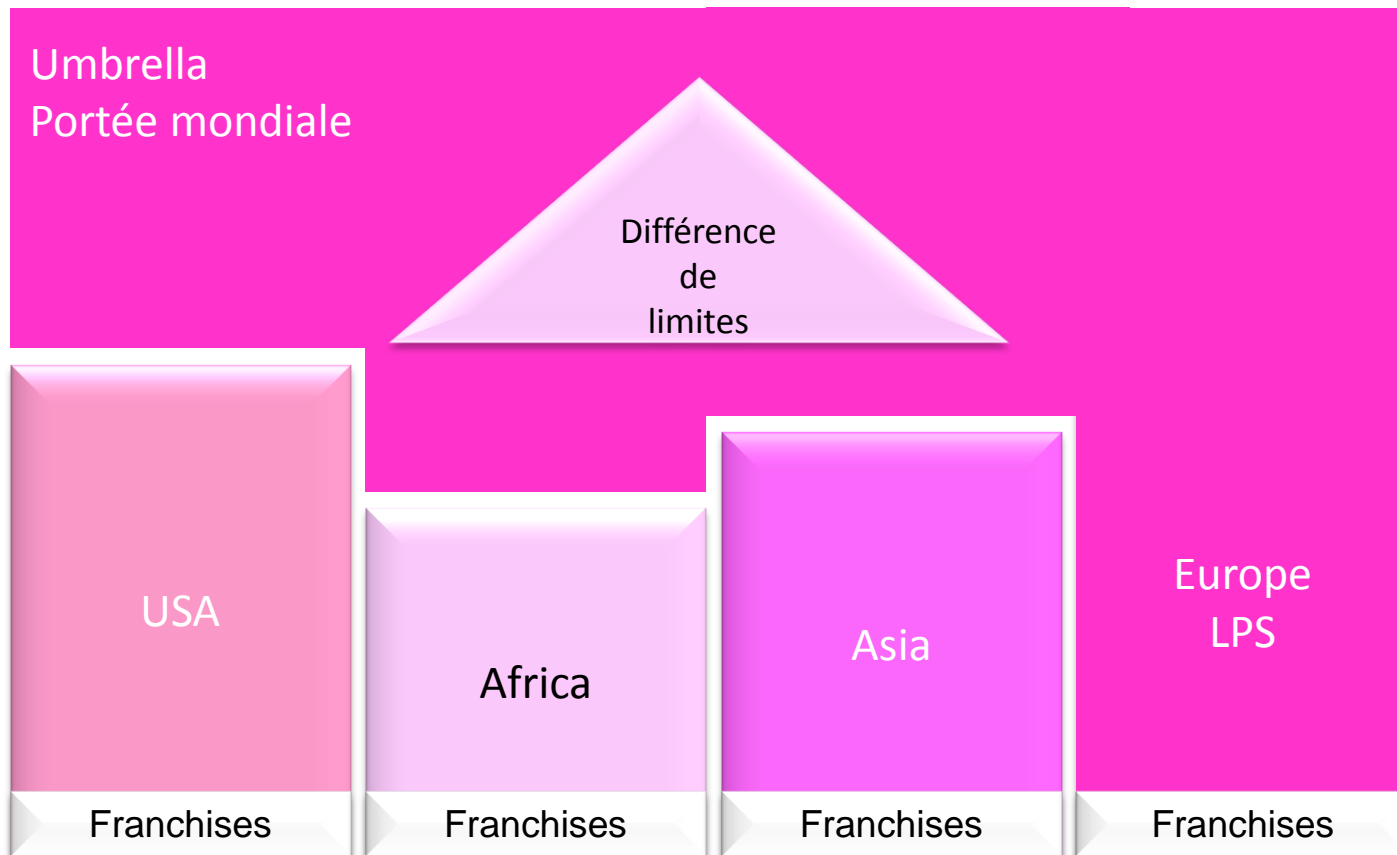 Umbrella
Portée mondiale
Différence
de
limites
USA
Africa
Asia
Europe
LPS
Franchises
Franchises
Franchises
Franchises